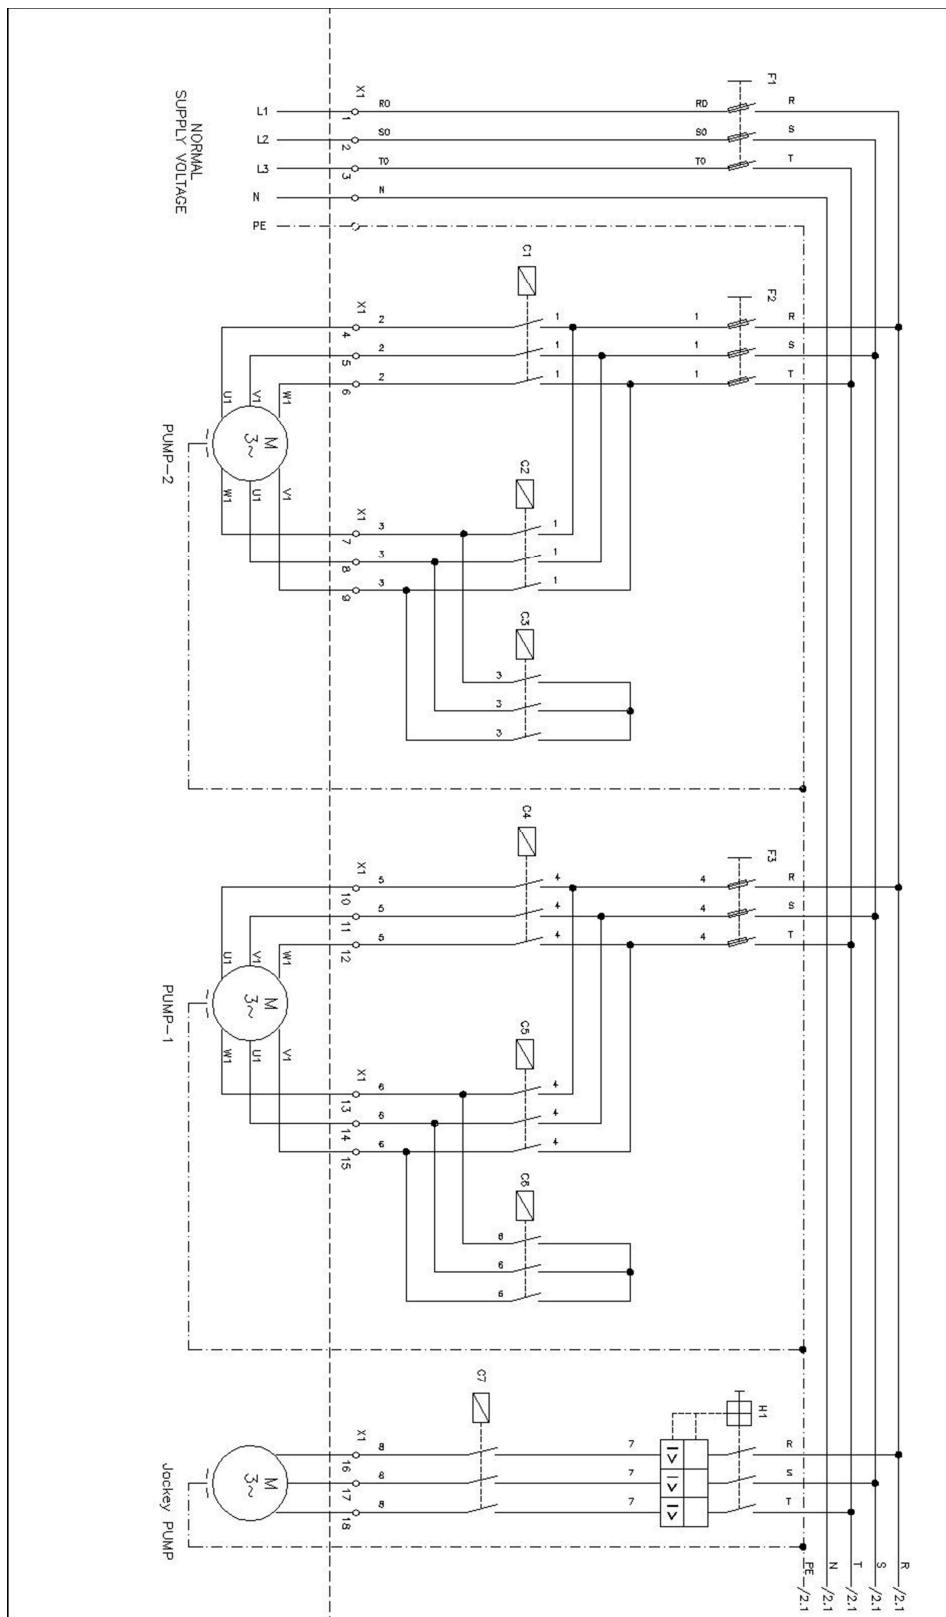 NORMAL
SUPPLY VOLTAGE
L1
L2
L3
N
PE
X1
1
2
3
R0
S0
T0
N
R0
S0
T0
F1
R
S
T
C1
X1
4
5
6
2
2
2
1
1
1
1
1
1
F2
R
S
T
U1
V1
W1
M
3~
W1
U1
V1
PUMP-2
X1
7
8
9
3
3
3
C2
1
1
1
C3
3
3
3
C4
X1
10
11
12
5
5
5
4
4
4
4
4
4
F3
R
S
T
U1
V1
W1
M
3~
W1
U1
V1
PUMP-1
X1
13
14
15
6
6
6
C5
4
4
4
C6
6
6
6
C7
X1
16
17
18
8
8
8
7
7
7
I>
I>
I>
H1
R
S
T
M
3~
Jockey PUMP
R /2.1
S /2.1
T /2.1
N /2.1
PE /2.1